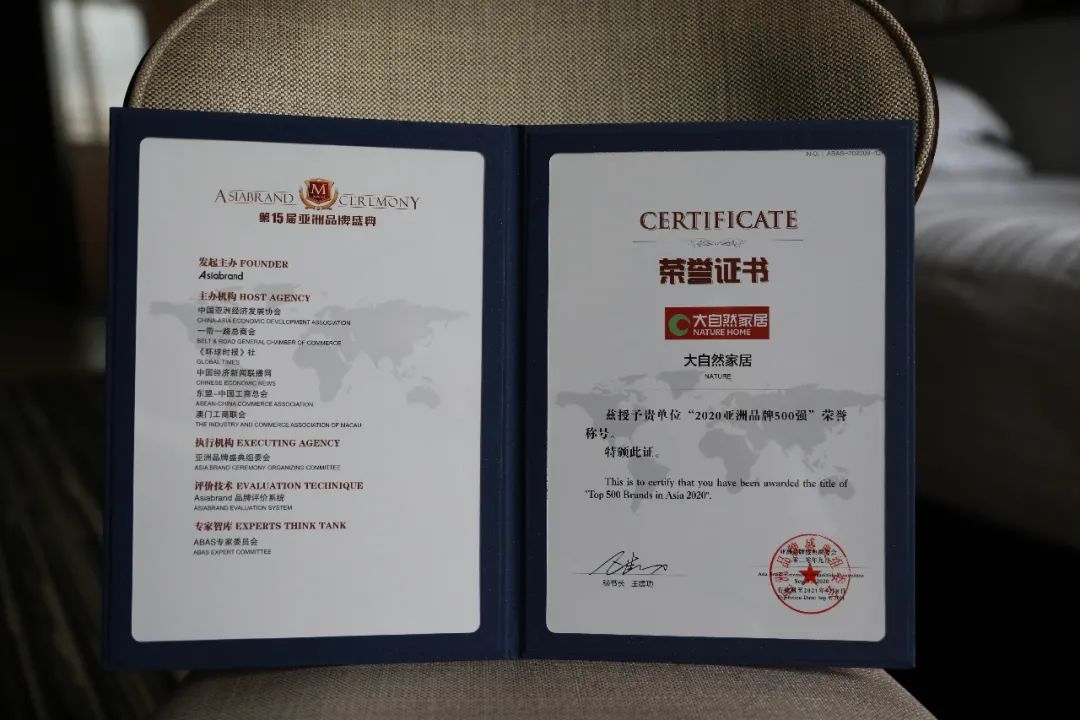 ASIABRAND M CEREMONY
第15届亚洲品牌盛典
发起主办 FOUNDER
Asiabrand
主办机构 HOST AGENCY
中国亚洲经济发展协会
CHINA-ASIA ECONOMIC DEVELOPMENT ASSOCIATION
一带一路总商会
BELT & ROAD GENERAL CHAMBER OF COMMERCE
《环球时报》社
GLOBAL TIMES
中国经济新闻联播网
CHINESE ECONOMIC NEWS
东盟-中国工商总会
ASEAN-CHINA COMMERCE ASSOCIATION
澳门工商联会
THE INDUSTRY AND COMMERCE ASSOCIATION OF MACAU
执行机构 EXECUTING AGENCY
亚洲品牌盛典组委会
ASIA BRAND CEREMONY ORGANIZING COMMITTEE
评价技术 EVALUATION TECHNIQUE
Asiabrand 品牌评价系统
ASIABRAND EVALUATION SYSTEM
专家智库 EXPERTS THINK TANK
ABAS专家委员会
ABAS EXPERT COMMITTEE
CERTIFICATE
荣誉证书
大自然家居
NATURE HOME
大自然家居
NATURE
兹授予贵单位“2020亚洲品牌500强”荣誉
称号。
特颁此证。
This is to certify that you have been awarded the title of
"Top 500 Brands in Asia 2020".
秘书长